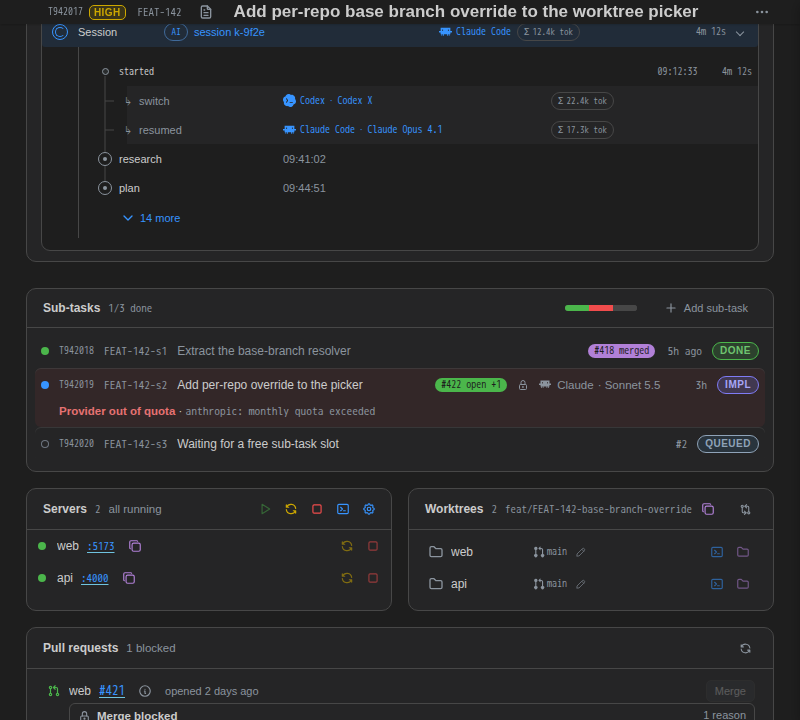 T942017 HIGH FEAT-142 Add per-repo base branch override to the worktree picker
Session AI session k-9f2e Claude Code Σ 12.4k tok 4m 12s
started 09:12:33 4m 12s
↳ switch Codex · Codex X Σ 22.4k tok
↳ resumed Claude Code · Claude Opus 4.1 Σ 17.3k tok
research 09:41:02
plan 09:44:51
14 more
Sub-tasks 1/3 done Add sub-task
T942018 FEAT-142-s1 Extract the base-branch resolver #418 merged 5h ago DONE
T942019 FEAT-142-s2 Add per-repo override to the picker #422 open +1 Claude · Sonnet 5.5 3h IMPL
Provider out of quota · anthropic: monthly quota exceeded
T942020 FEAT-142-s3 Waiting for a free sub-task slot #2 QUEUED
Servers 2 all running
web :5173
api :4000
Worktrees 2 feat/FEAT-142-base-branch-override
web main
api main
Pull requests 1 blocked
web #421 opened 2 days ago Merge
Merge blocked 1 reason